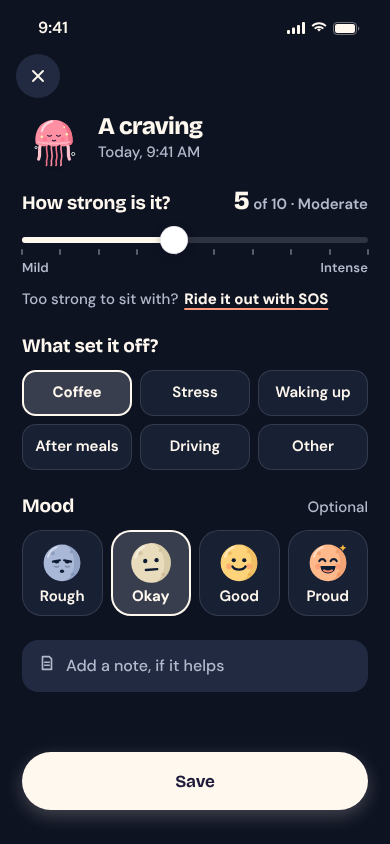 9:41
A craving
Today, 9:41 AM
How strong is it? 5 of 10 · Moderate
Mild Intense
Too strong to sit with? Ride it out with SOS
What set it off?
Coffee Stress Waking up
After meals Driving Other
Mood Optional
Rough Okay Good Proud
Add a note, if it helps
Save